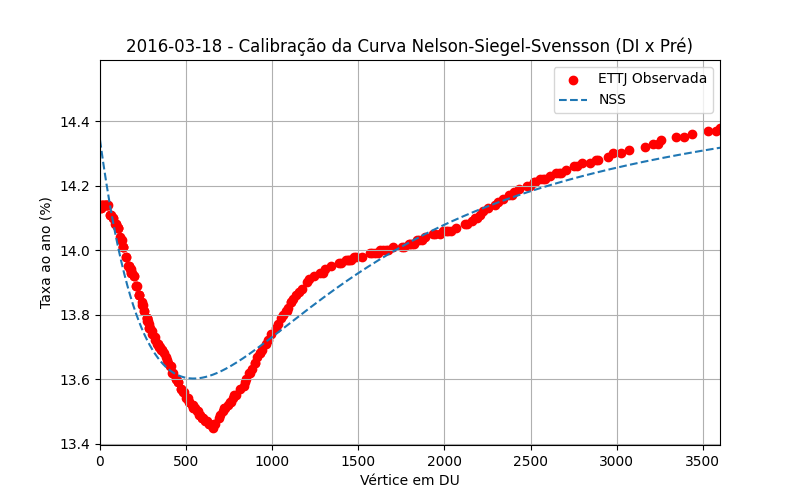 2016-03-18 - Calibração da Curva Nelson-Siegel-Svensson (DI x Pré)
ETTJ Observada
NSS
Taxa ao ano (%)
14.4
14.2
14.0
13.8
13.6
13.4
0 500 1000 1500 2000 2500 3000 3500
Vértice em DU